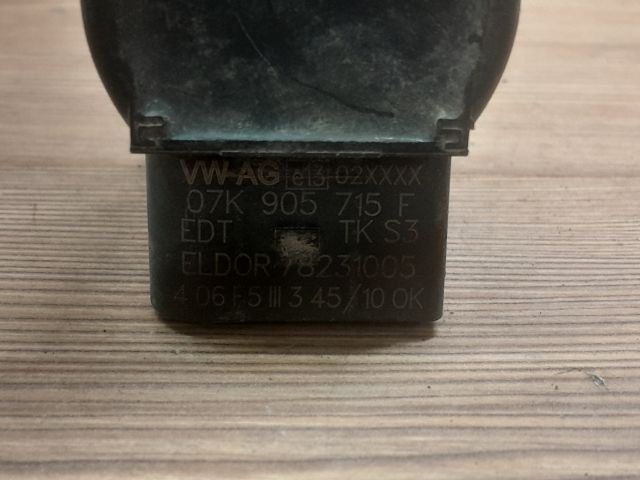 VW-AG e13 02XXXX
07K 905 715 F
EDT TK S3
ELDOR 78231005
4 06 F5 III 3 45/10 OK